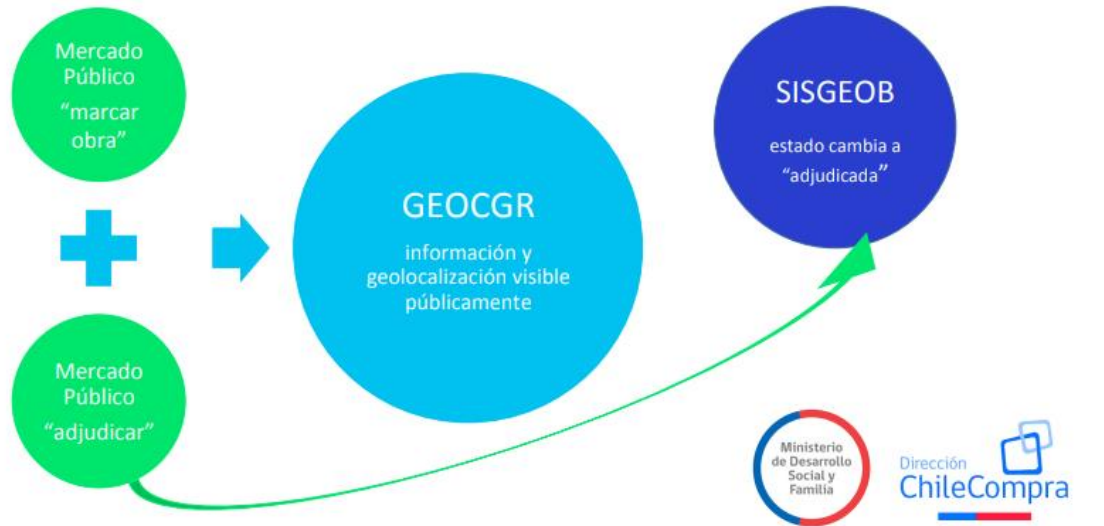 Mercado
Público
“marcar
obra”
Mercado
Público
“adjudicar”
GEOCGR
información y
geolocalización visible
públicamente
SISGEOB
estado cambia a
“adjudicada”
Ministerio
de Desarrollo
Social y
Familia
Dirección
ChileCompra